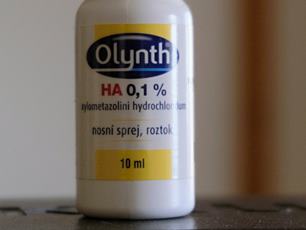 Olynth
HA 0,1 %
xylometazolini hydrochloridum
nosní sprej, roztok
10 ml